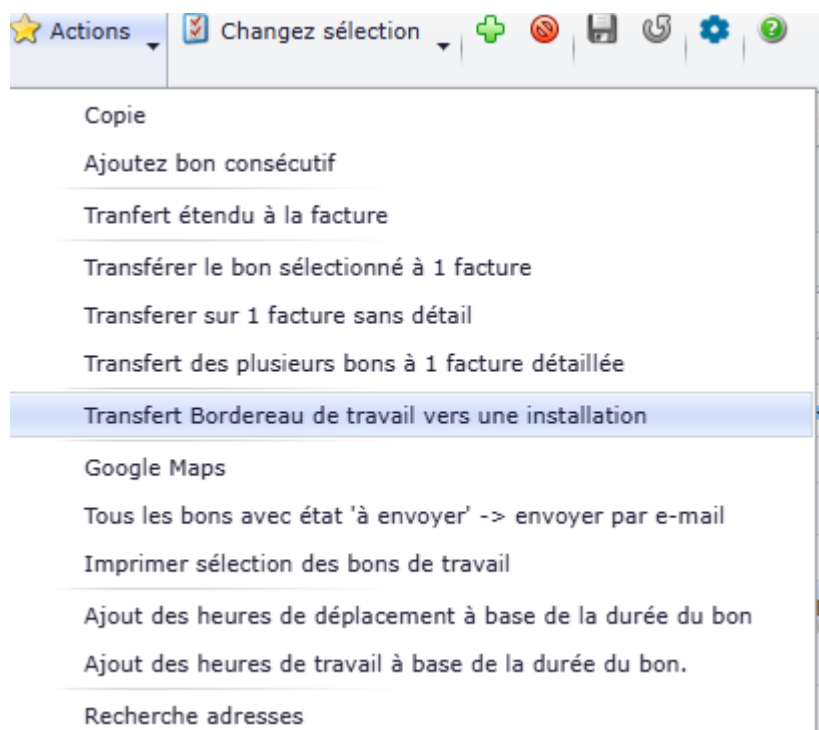 Actions
Changez sélection
Copie
Ajoutez bon consécutif
Tranfert étendu à la facture
Transférer le bon sélectionné à 1 facture
Transferer sur 1 facture sans détail
Transfert des plusieurs bons à 1 facture détaillée
Transfert Bordereau de travail vers une installation
Google Maps
Tous les bons avec état 'à envoyer' -> envoyer par e-mail
Imprimer sélection des bons de travail
Ajout des heures de déplacement à base de la durée du bon
Ajout des heures de travail à base de la durée du bon.
Recherche adresses